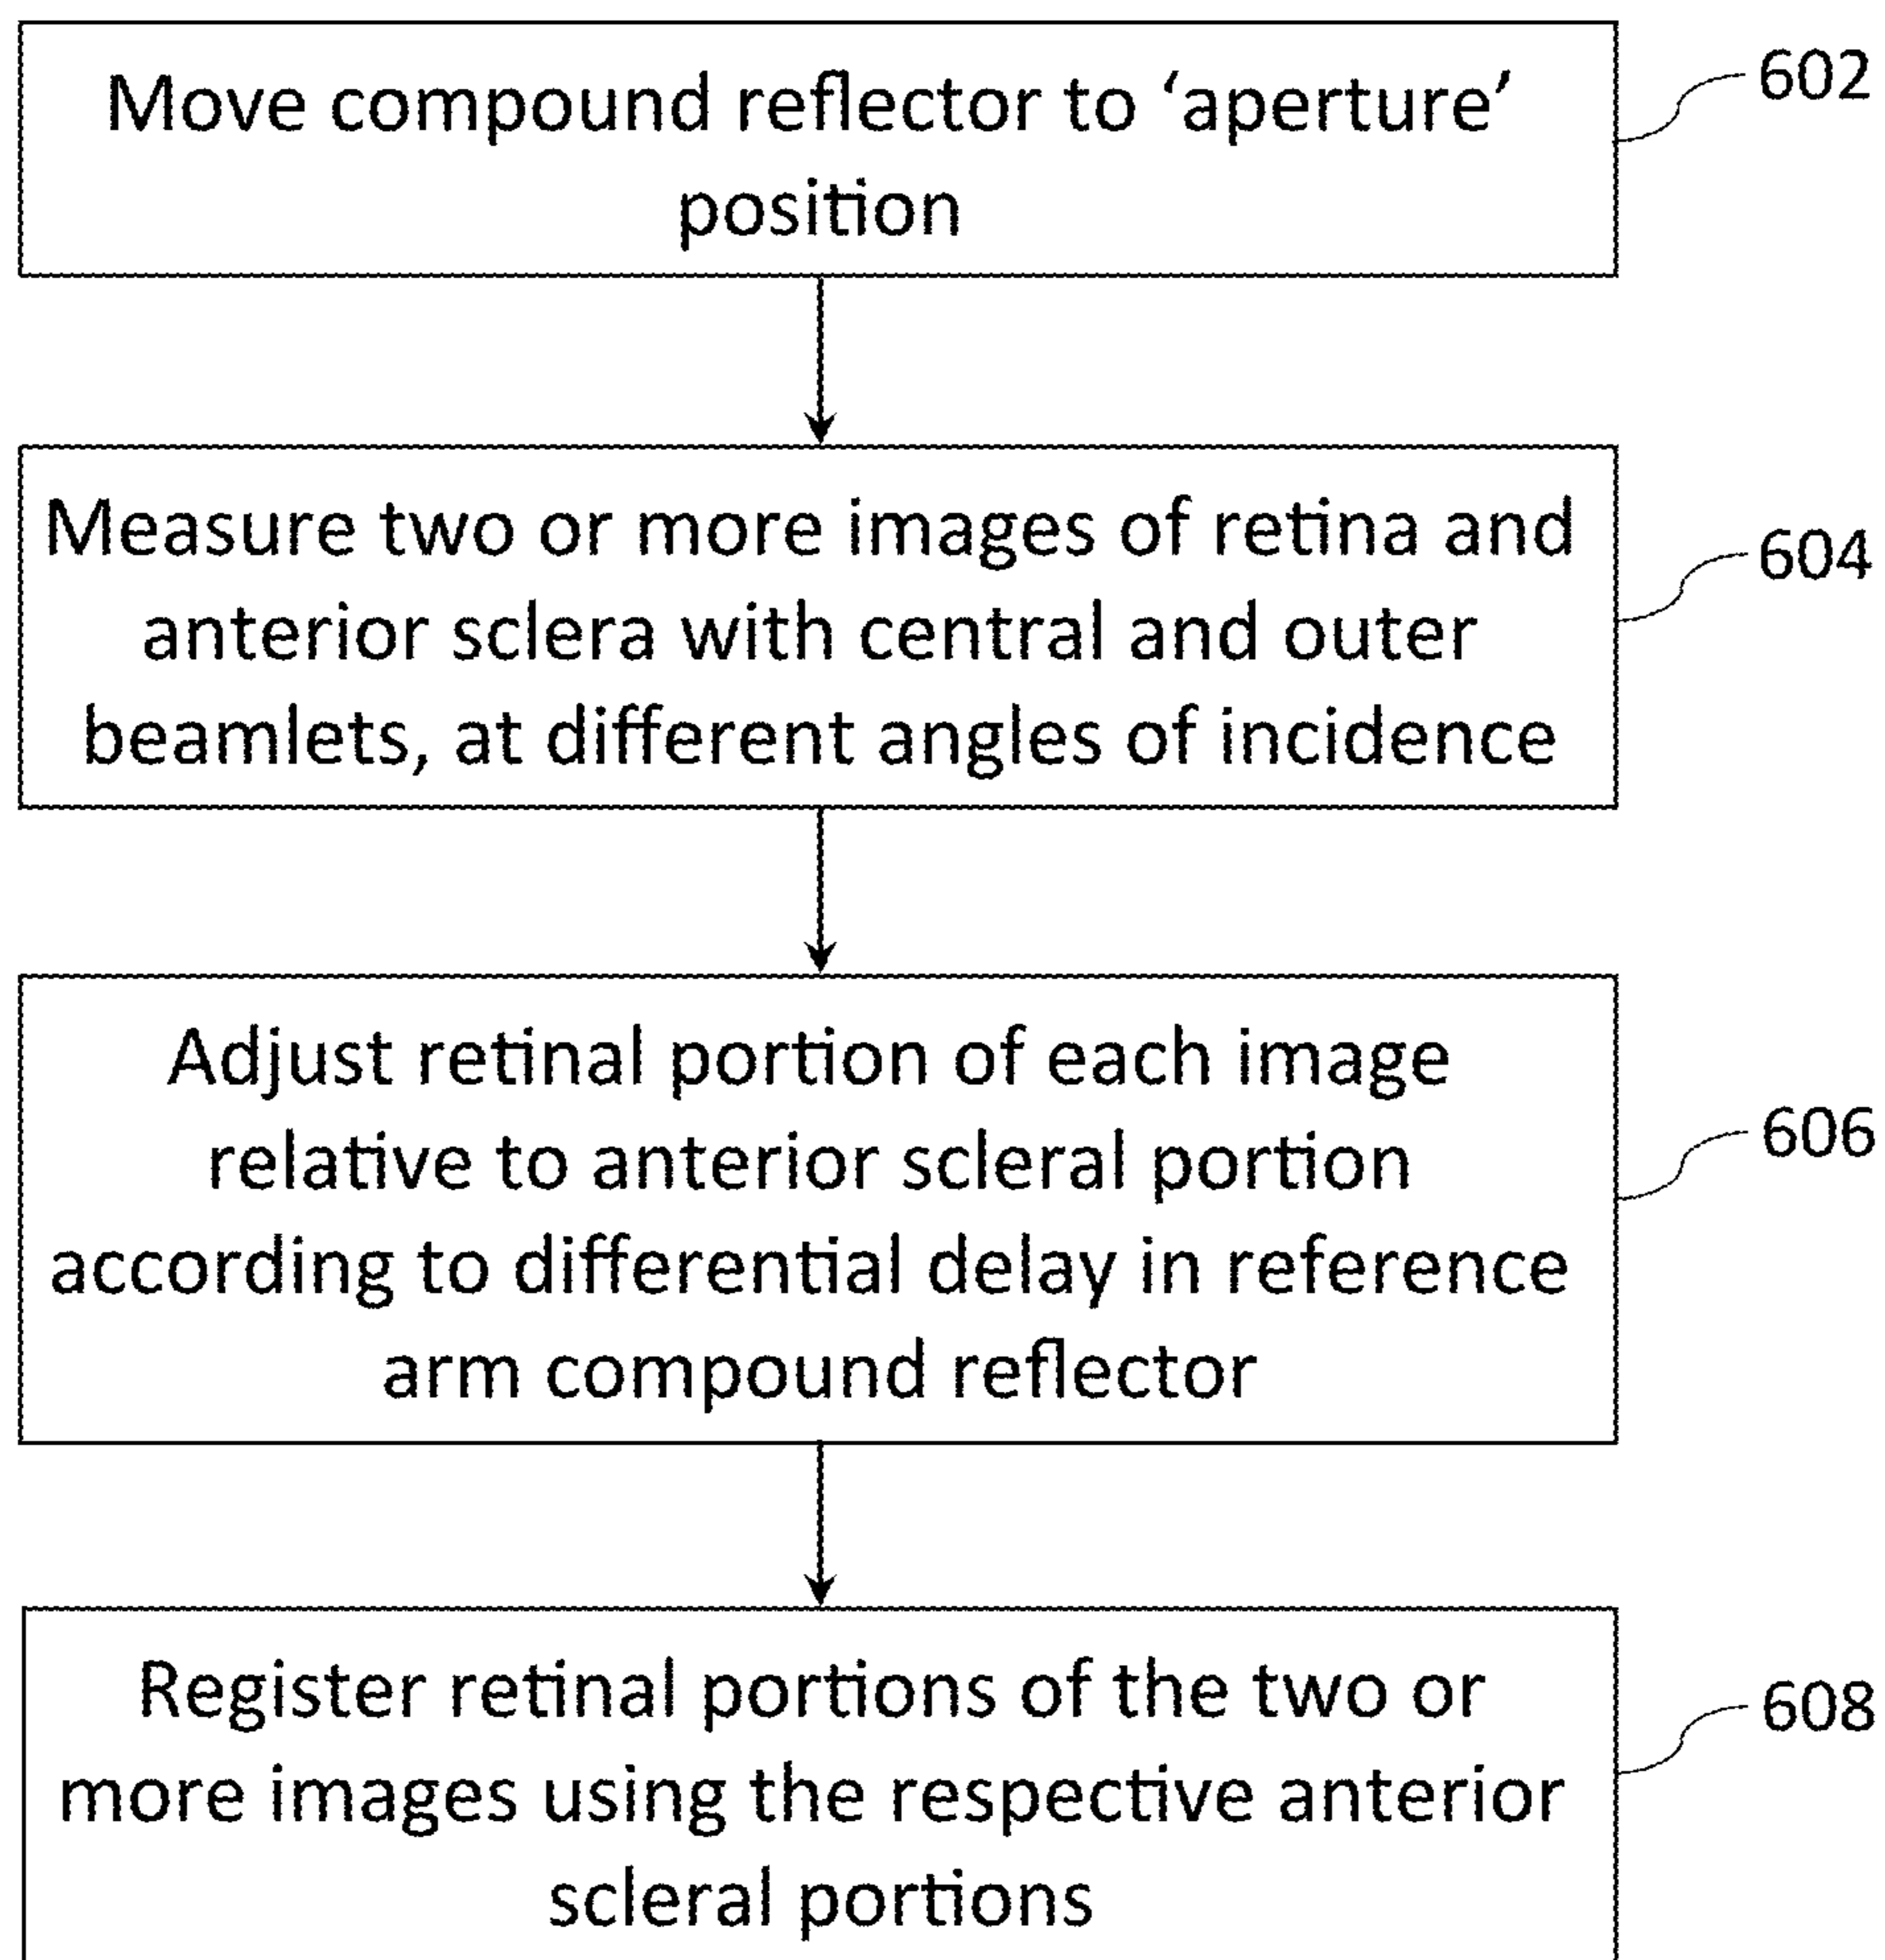 Move compound reflector to ‘aperture’
position
602
Measure two or more images of retina and
anterior sclera with central and outer
beamlets, at different angles of incidence
604
Adjust retinal portion of each image
relative to anterior scleral portion
according to differential delay in reference
arm compound reflector
606
Register retinal portions of the two or
more images using the respective anterior
scleral portions
608